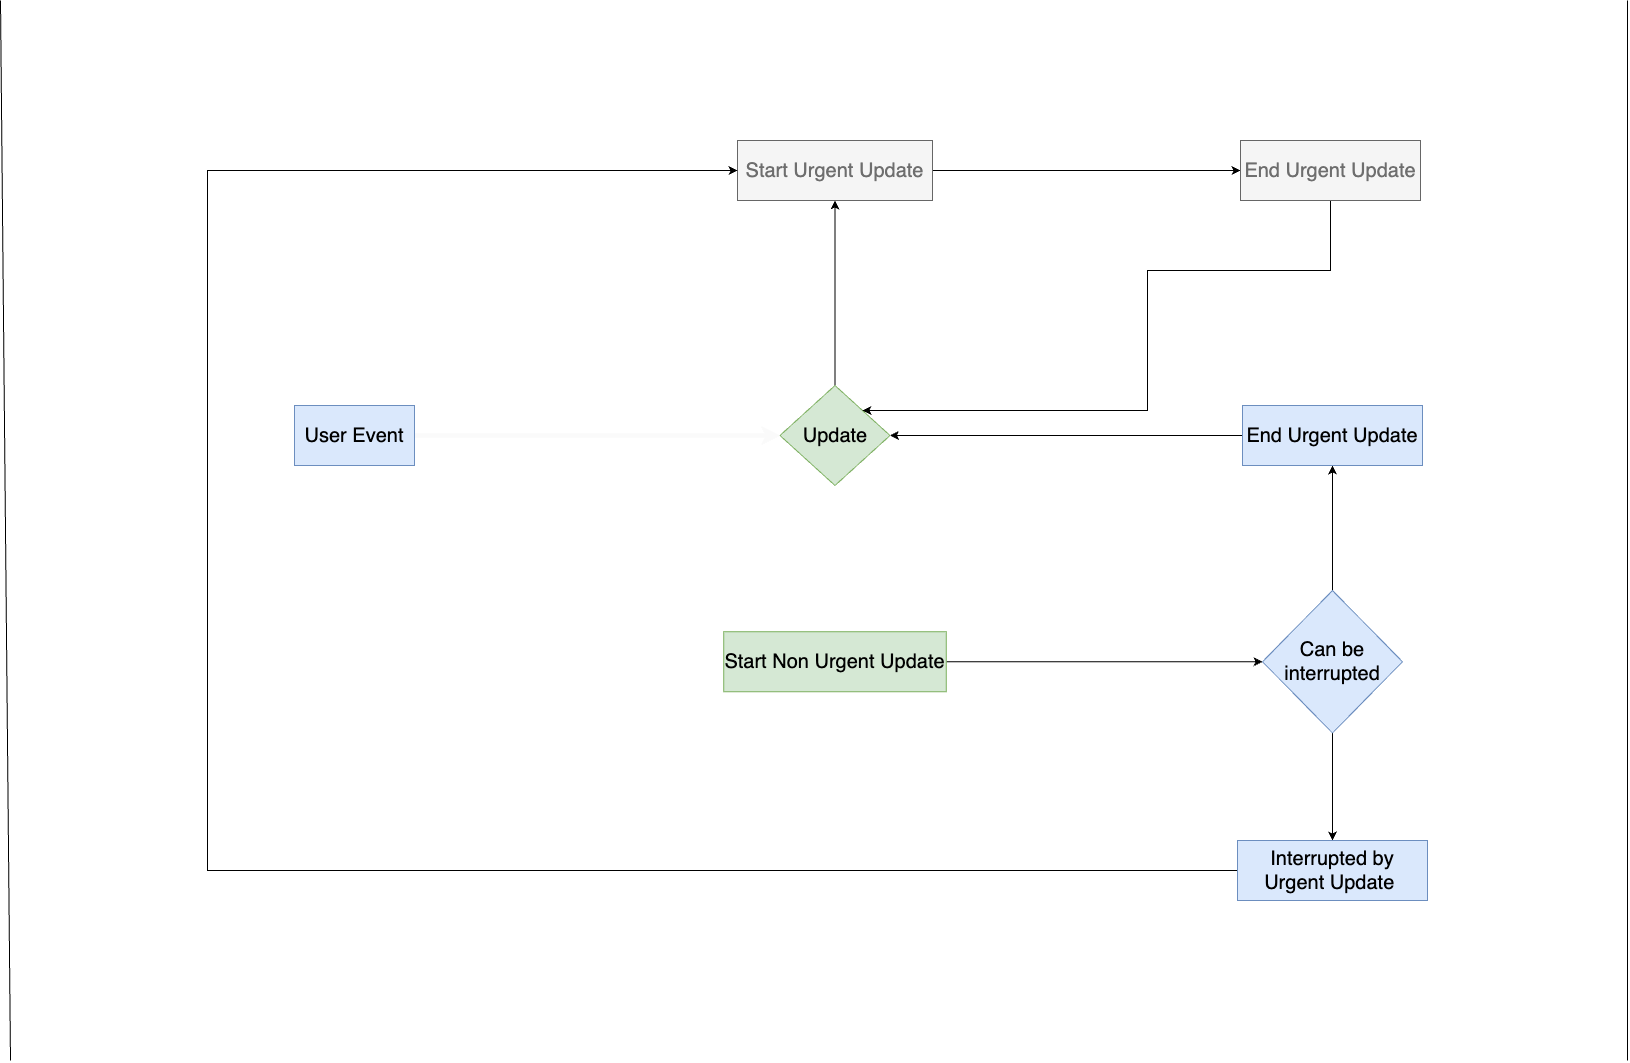 Start Urgent Update
End Urgent Update
User Event
Update
End Urgent Update
Start Non Urgent Update
Can be
interrupted
Interrupted by
Urgent Update